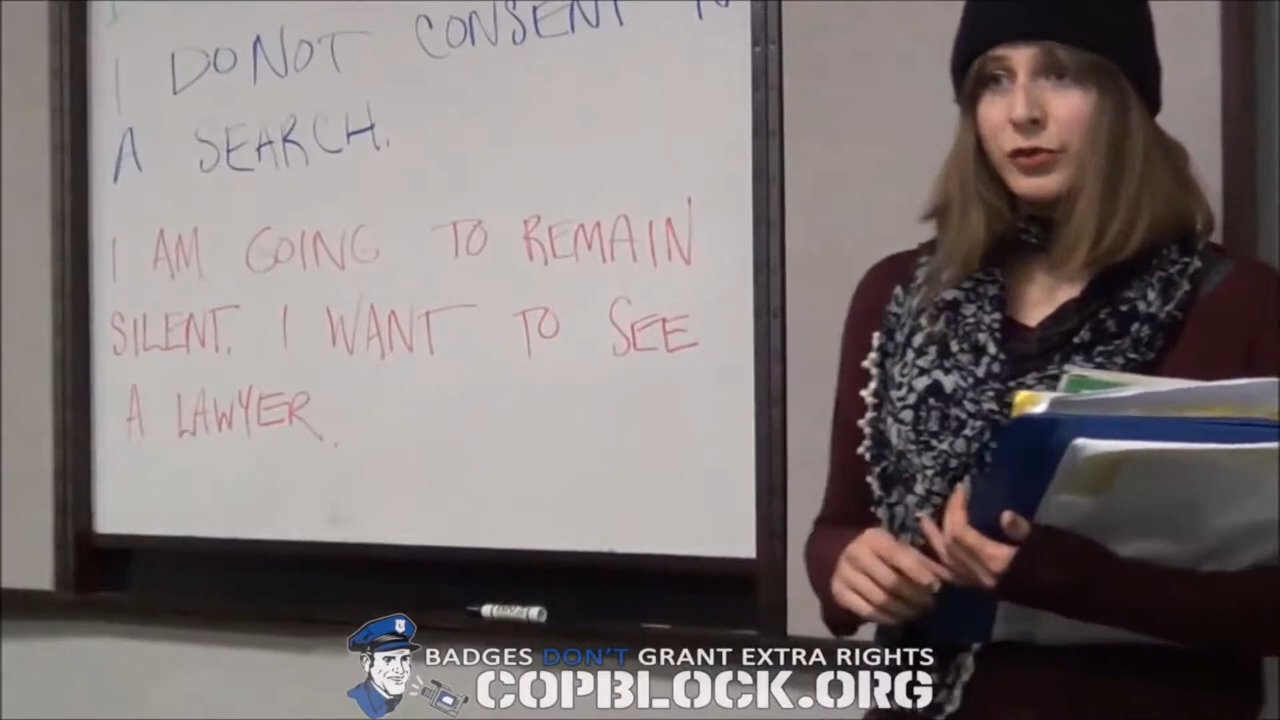 I DO NOT CONSENT TO
A SEARCH.
I AM GOING TO REMAIN
SILENT. I WANT TO SEE
A LAWYER.
BADGES DON'T GRANT EXTRA RIGHTS
COPBLOCK.ORG